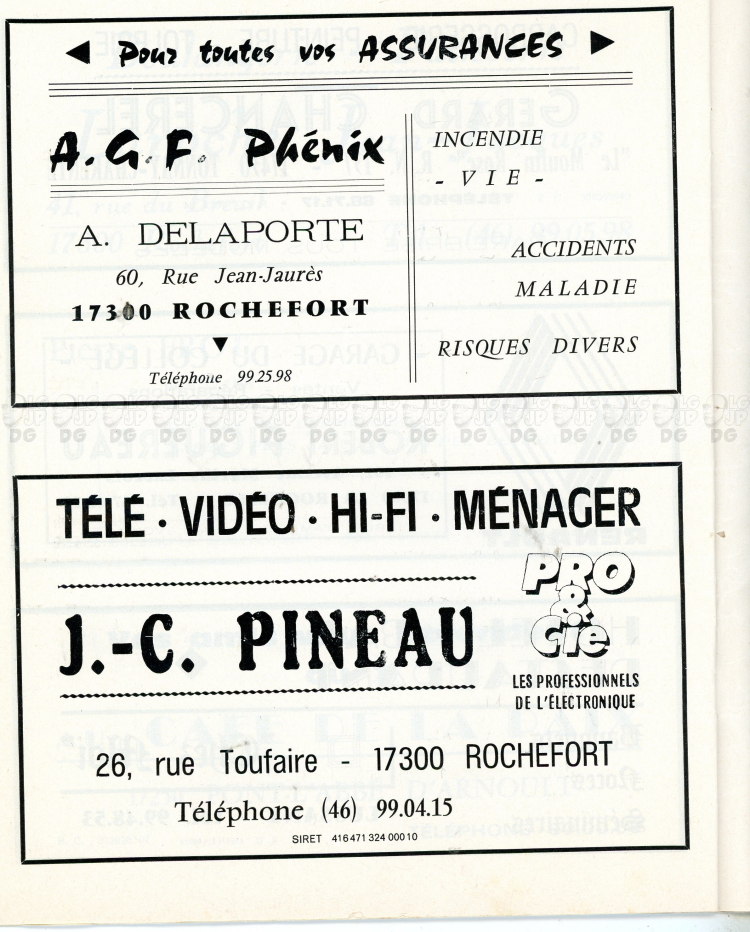 Pour toutes vos ASSURANCES
A.G.F. Phénix
A. DELAPORTE
60, Rue Jean-Jaurès
17300 ROCHEFORT
Téléphone 99.25.98
INCENDIE
- VIE -
ACCIDENTS
MALADIE
RISQUES DIVERS
TÉLÉ · VIDÉO · HI-FI · MÉNAGER
J.-C. PINEAU
PRO
&
Cie
LES PROFESSIONNELS
DE L'ÉLECTRONIQUE
26, rue Toufaire - 17300 ROCHEFORT
Téléphone (46) 99.04.15
SIRET 416 471 324 000 10